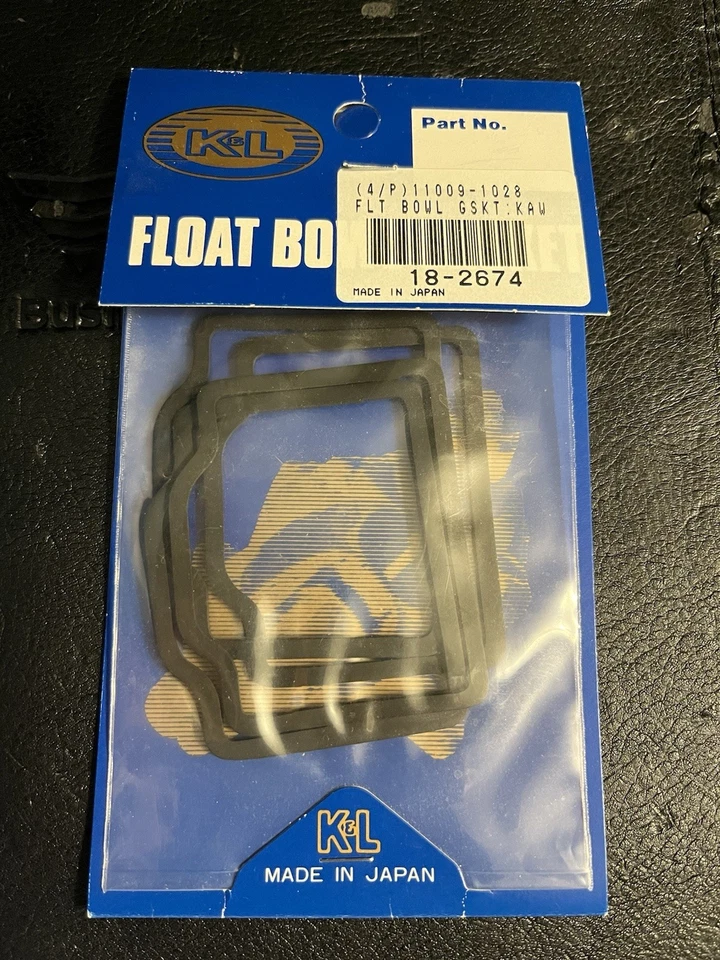 K&L
Part No.
(4/P)11009-1028
FLT BOWL GSKT:KAW
FLOAT BO
ET
18-2674
MADE IN JAPAN
K&L
MADE IN JAPAN